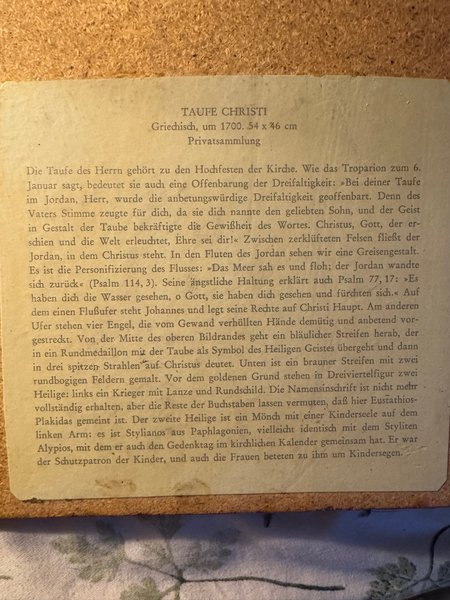 TAUFE CHRISTI
Griechisch, um 1700. 54 x 46 cm
Privatsammlung
Die Taufe des Herrn gehört zu den Hochfesten der Kirche. Wie das Troparion zum 6.
Januar sagt, bedeutet sie auch eine Offenbarung der Dreifaltigkeit: »Bei deiner Taufe
im Jordan, Herr, wurde die anbetungswürdige Dreifaltigkeit geoffenbart. Denn des
Vaters Stimme zeugte für dich, da sie dich nannte den geliebten Sohn, und der Geist
in Gestalt der Taube bekräftigte die Gewißheit des Wortes. Christus, Gott, der er-
schien und die Welt erleuchtet, Ehre sei dir!« Zwischen zerklüfteten Felsen fließt der
Jordan, in dem Christus steht. In den Fluten des Jordan sehen wir eine Greisengestalt.
Es ist die Personifizierung des Flusses: »Das Meer sah es und floh; der Jordan wandte
sich zurück« (Psalm 114, 3). Seine ängstliche Haltung erklärt auch Psalm 77, 17: »Es
haben dich die Wasser gesehen, o Gott, sie haben dich gesehen und fürchten sich.« Auf
dem einen Flußufer steht Johannes und legt seine Rechte auf Christi Haupt. Am anderen
Ufer stehen vier Engel, die vom Gewand verhüllten Hände demütig und anbetend vor-
gestreckt. Von der Mitte des oberen Bildrandes geht ein bläulicher Streifen herab, der
in ein Rundmedaillon mit der Taube als Symbol des Heiligen Geistes übergeht und dann
in drei spitzen Strahlen auf Christus deutet. Unten ist ein brauner Streifen mit zwei
rundbogigen Feldern gemalt. Vor dem goldenen Grund stehen in Dreiviertelfigur zwei
Heilige: links ein Krieger mit Lanze und Rundschild. Die Namensinschrift ist nicht mehr
vollständig erhalten, aber die Reste der Buchstaben lassen vermuten, daß hier Eustathios-
Plakidas gemeint ist. Der zweite Heilige ist ein Mönch mit einer Kinderseele auf dem
linken Arm: es ist Stylianos aus Paphlagonien, vielleicht identisch mit dem Styliten
Alypios, mit dem er auch den Gedenktag im kirchlichen Kalender gemeinsam hat. Er war
der Schutzpatron der Kinder, und auch die Frauen beteten zu ihm um Kindersegen.